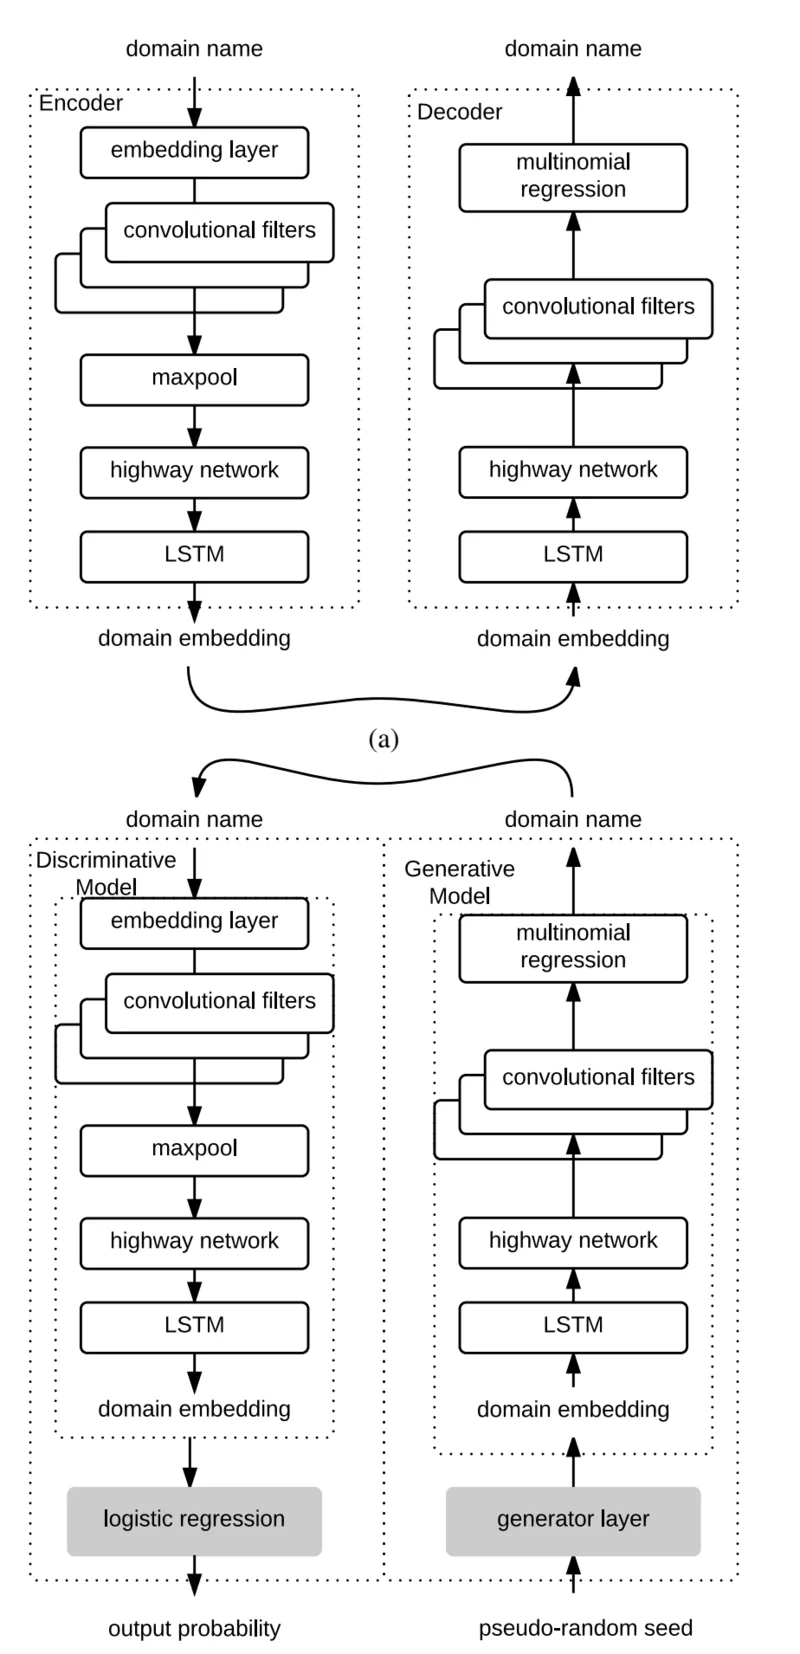 domain name
Encoder
embedding layer
convolutional filters
maxpool
highway network
LSTM
domain embedding
domain name
Decoder
multinomial
regression
convolutional filters
highway network
LSTM
domain embedding
(a)
domain name
Discriminative
Model
embedding layer
convolutional filters
maxpool
highway network
LSTM
domain embedding
logistic regression
output probability
domain name
Generative
Model
multinomial
regression
convolutional filters
highway network
LSTM
domain embedding
generator layer
pseudo-random seed